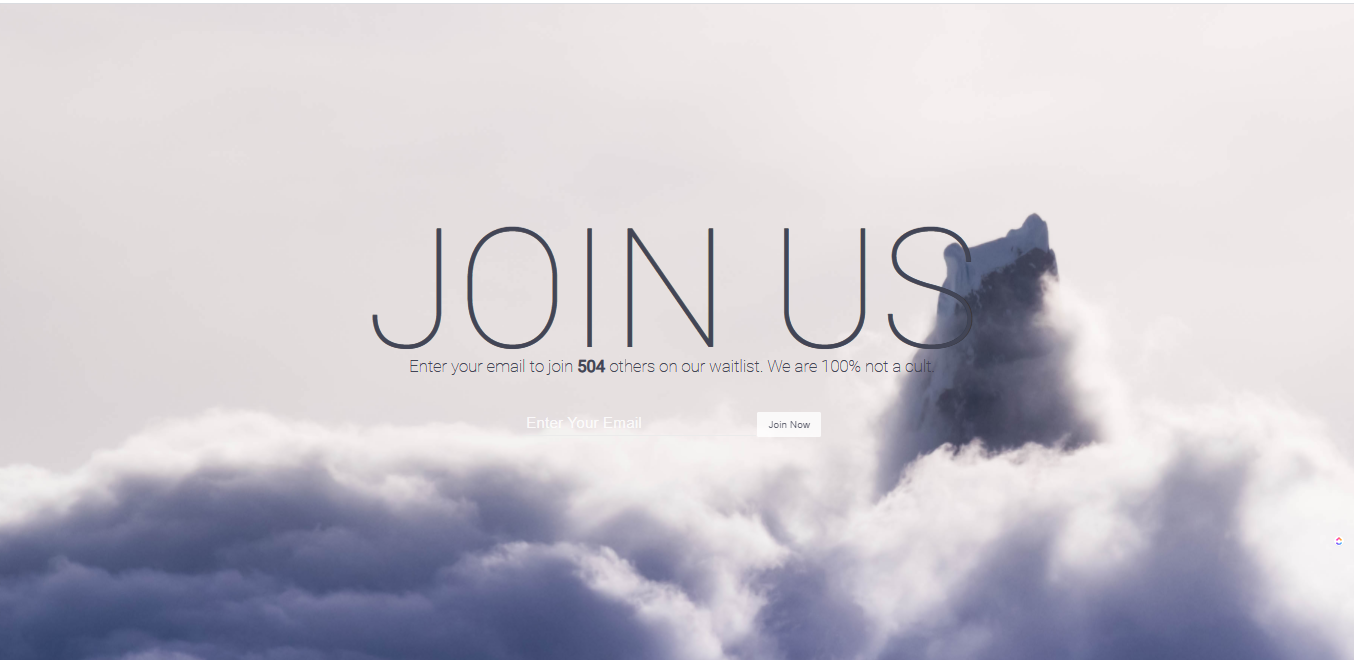 JOIN US
Enter your email to join 504 others on our waitlist. We are 100% not a cult.
Enter Your Email
Join Now